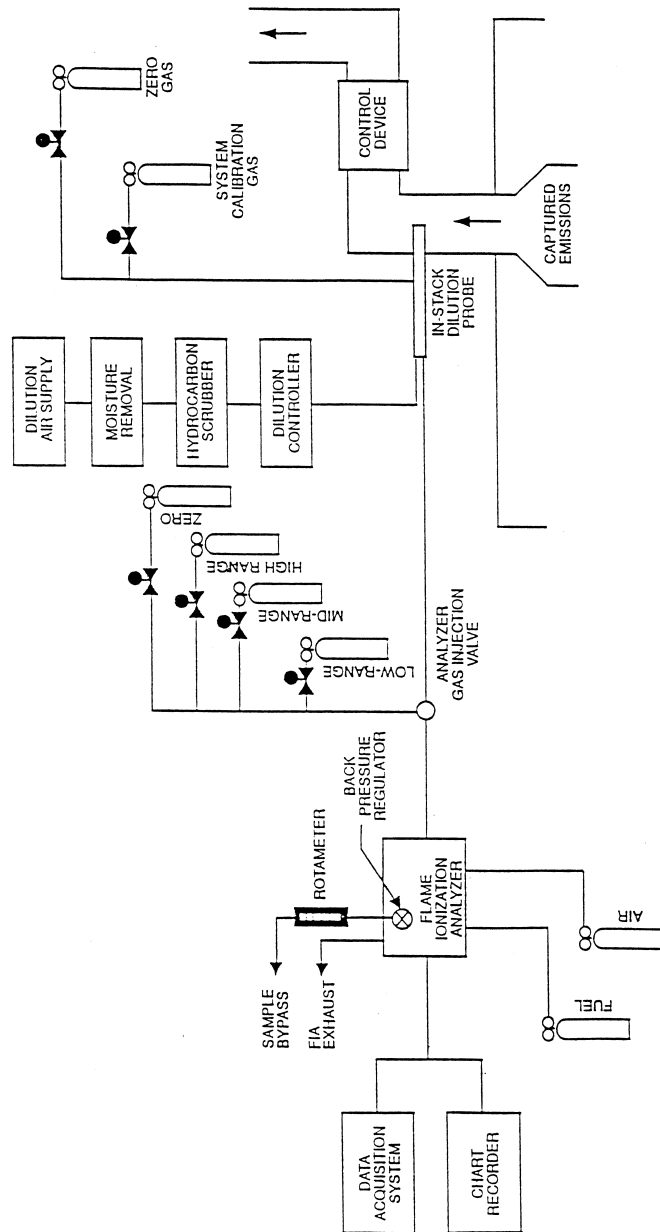 ZERO
GAS
SYSTEM
CALIBRATION
GAS
CONTROL
DEVICE
CAPTURED
EMISSIONS
IN-STACK
DILUTION
PROBE
DILUTION
AIR SUPPLY
MOISTURE
REMOVAL
HYDROCARBON
SCRUBBER
DILUTION
CONTROLLER
ZERO
HIGH RANGE
MID-RANGE
LOW-RANGE
ANALYZER
GAS INJECTION
VALVE
BACK
PRESSURE
REGULATOR
ROTAMETER
FLAME
IONIZATION
ANALYZER
SAMPLE
BYPASS
FIA
EXHAUST
AIR
FUEL
DATA
ACQUISITION
SYSTEM
CHART
RECORDER